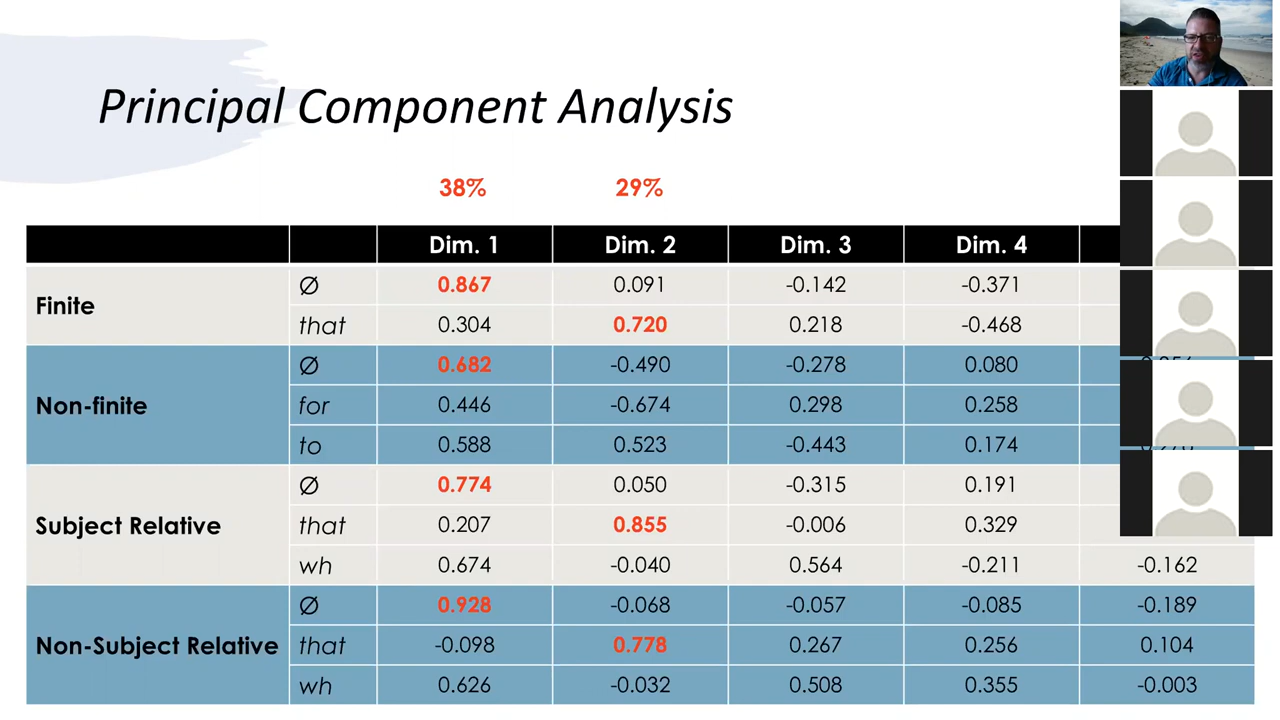 Principal Component Analysis
38% 29%
Dim. 1 Dim. 2 Dim. 3 Dim. 4
Finite Ø 0.867 0.091 -0.142 -0.371
that 0.304 0.720 0.218 -0.468
Non-finite Ø 0.682 -0.490 -0.278 0.080
for 0.446 -0.674 0.298 0.258
to 0.588 0.523 -0.443 0.174
Subject Relative Ø 0.774 0.050 -0.315 0.191
that 0.207 0.855 -0.006 0.329
wh 0.674 -0.040 0.564 -0.211 -0.162
Non-Subject Relative Ø 0.928 -0.068 -0.057 -0.085 -0.189
that -0.098 0.778 0.267 0.256 0.104
wh 0.626 -0.032 0.508 0.355 -0.003